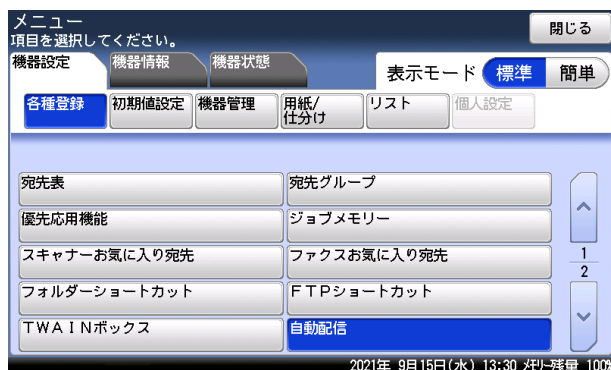 メニュー
項目を選択してください。
閉じる
機器設定
機器情報
機器状態
表示モード
標準
簡単
各種登録
初期値設定
機器管理
用紙/
仕分け
リスト
個人設定
宛先表
宛先グループ
優先応用機能
ジョブメモリー
スキャナーお気に入り宛先
ファクスお気に入り宛先
フォルダーショートカット
FTPショートカット
TWAINボックス
自動配信
1
2
2021年 9月15日(水) 13:30 メモリー残量 100%